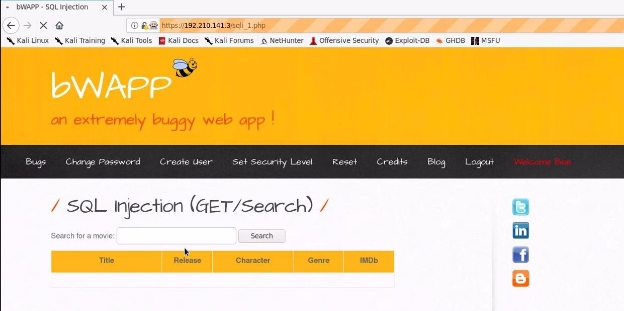 bWAPP - SQL Injection
https://192.210.141.3/sqli_1.php
Kali Linux Kali Training Kali Tools Kali Docs Kali Forums NetHunter Offensive Security Exploit-DB GHDB MSFU
bWAPP
an extremely buggy web app !
Bugs Change Password Create User Set Security Level Reset Credits Blog Logout Welcome Bee
/ SQL Injection (GET/Search) /
Search for a movie: Search
Title Release Character Genre IMDb